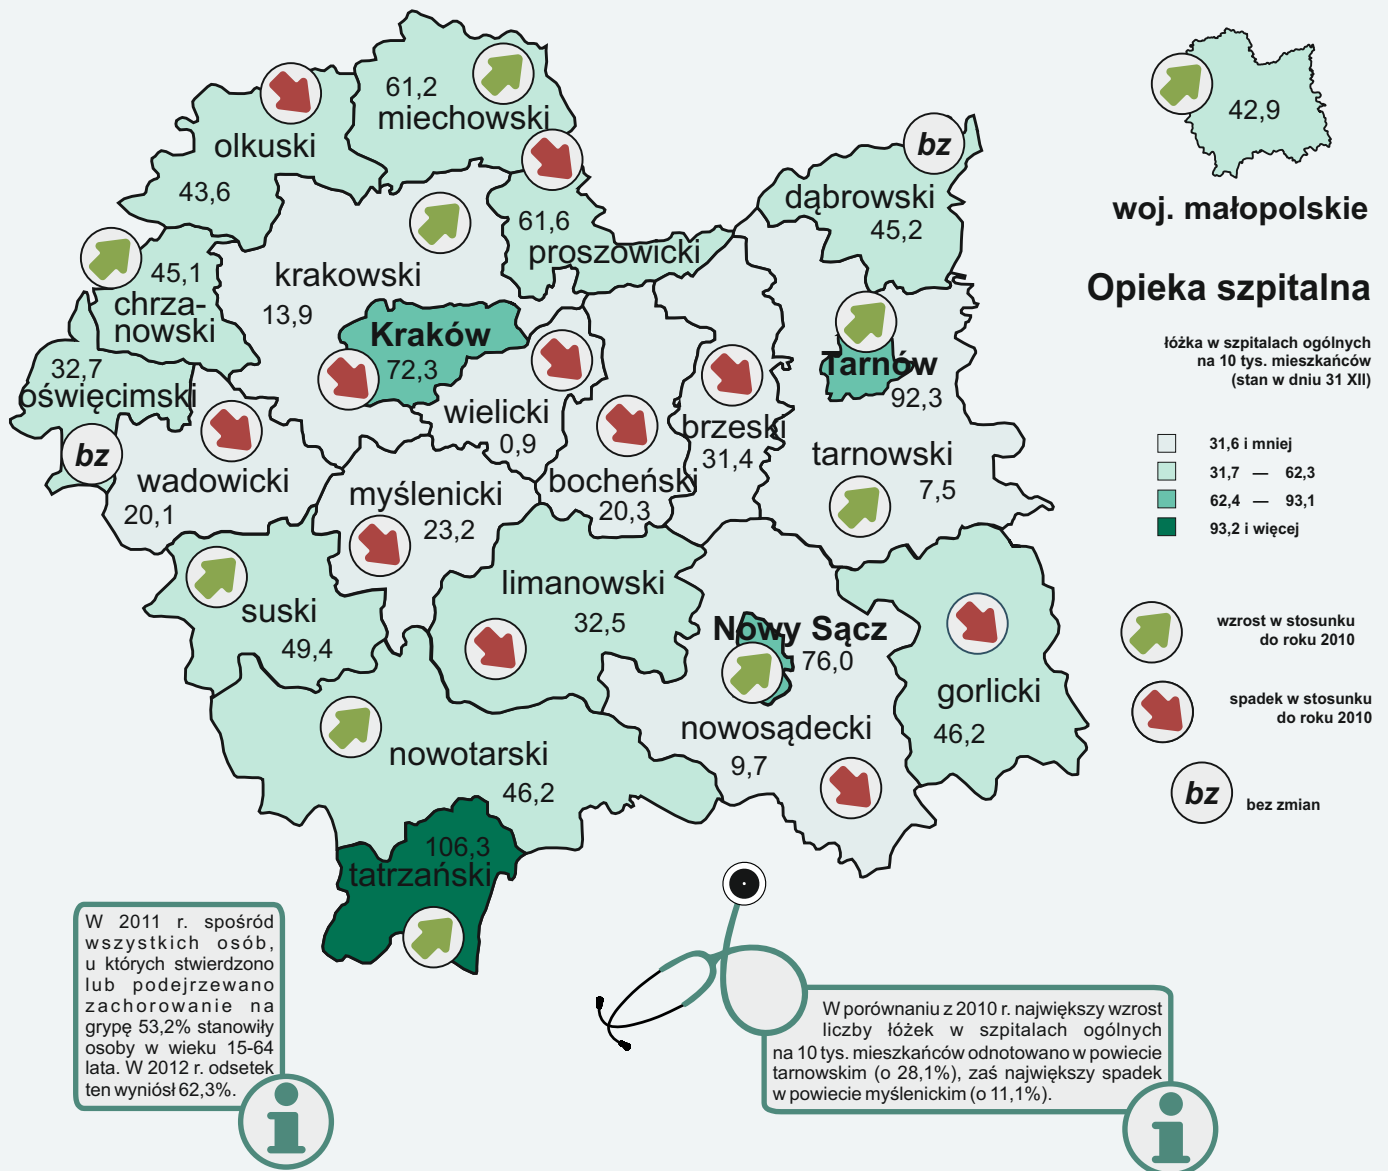 61,2
miechowski
olkuski
43,6
61,6
proszowicki
bz
dąbrowski
45,2
42,9
woj. małopolskie
Opieka szpitalna
łóżka w szpitalach ogólnych
na 10 tys. mieszkańców
(stan w dniu 31 XII)
31,6 i mniej
31,7 — 62,3
62,4 — 93,1
93,2 i więcej
wzrost w stosunku
do roku 2010
spadek w stosunku
do roku 2010
bz
bez zmian
45,1
chrza-
nowski
krakowski
13,9
Kraków
72,3
Tarnów
92,3
32,7
oświęcimski
bz
wielicki
0,9
brzeski
31,4
tarnowski
7,5
wadowicki
20,1
myślenicki
23,2
bocheński
20,3
suski
49,4
limanowski
32,5
Nowy Sącz
76,0
gorlicki
46,2
nowosądecki
9,7
nowotarski
46,2
106,3
tatrzański
W 2011 r. spośród
wszystkich osób,
u których stwierdzono
lub podejrzewano
zachorowanie na
grypę 53,2% stanowiły
osoby w wieku 15-64
lata. W 2012 r. odsetek
ten wyniósł 62,3%.
W porównaniu z 2010 r. największy wzrost
liczby łóżek w szpitalach ogólnych
na 10 tys. mieszkańców odnotowano w powiecie
tarnowskim (o 28,1%), zaś największy spadek
w powiecie myślenickim (o 11,1%).